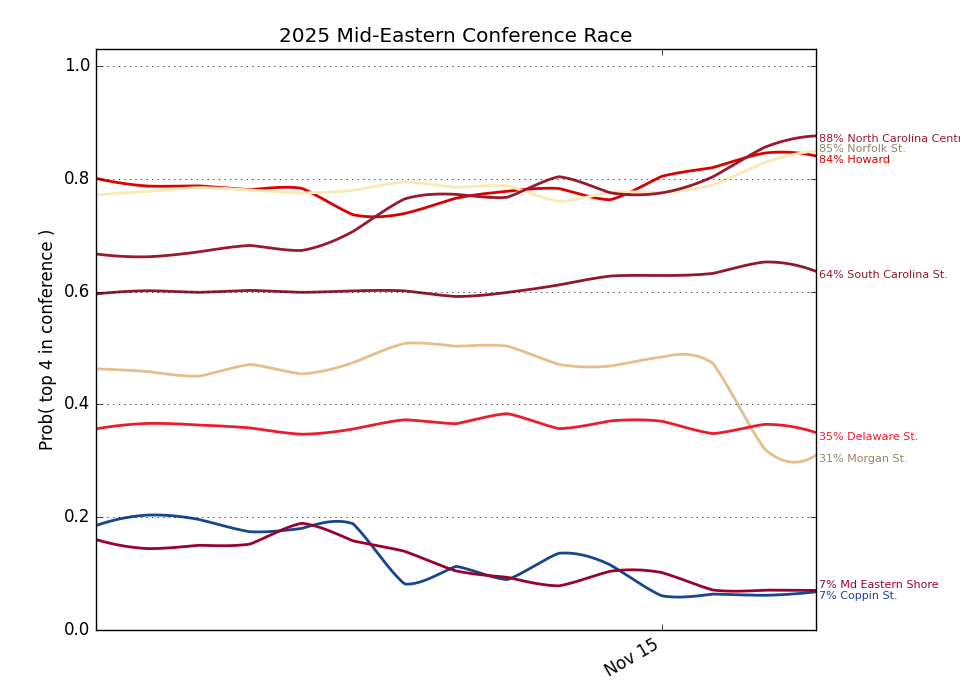 2025 Mid-Eastern Conference Race
Prob( top 4 in conference )
1.0
0.8
0.6
0.4
0.2
0.0
Nov 15
88% North Carolina Centr
85% Norfolk St.
84% Howard
64% South Carolina St.
35% Delaware St.
31% Morgan St.
7% Md Eastern Shore
7% Coppin St.